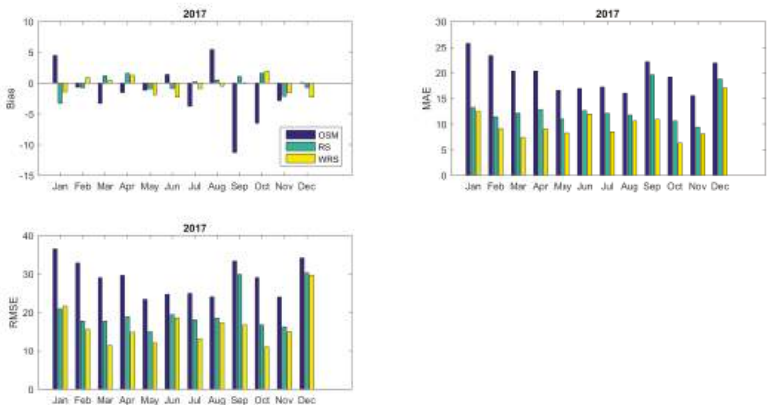 2017
10
5
0
-5
-10
-15
Bias
OSM
RS
WRS
Jan Feb Mar Apr May Jun Jul Aug Sep Oct Nov Dec
2017
30
25
20
15
10
5
0
MAE
Jan Feb Mar Apr May Jun Jul Aug Sep Oct Nov Dec
2017
40
30
20
10
0
RMSE
Jan Feb Mar Apr May Jun Jul Aug Sep Oct Nov Dec